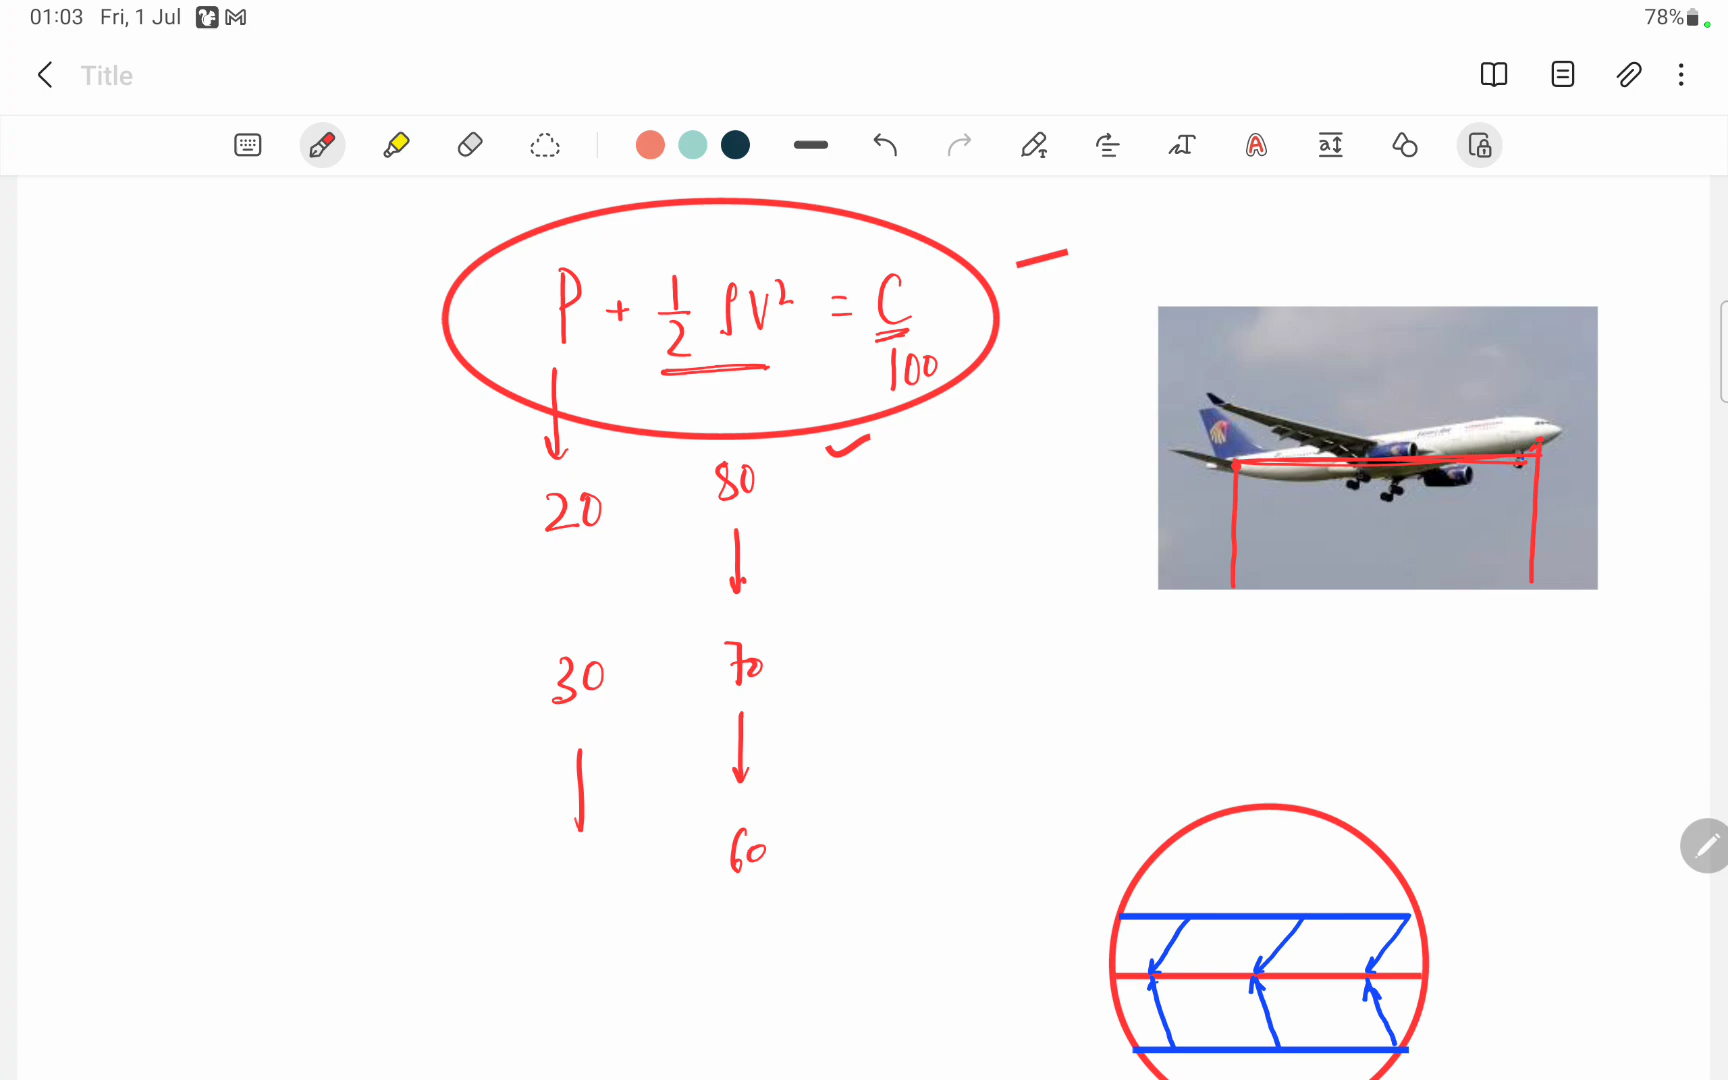 01:03 Fri, 1 Jul
78%
Title
P + 1/2 ρV² = C
100
20 80
30 70
60